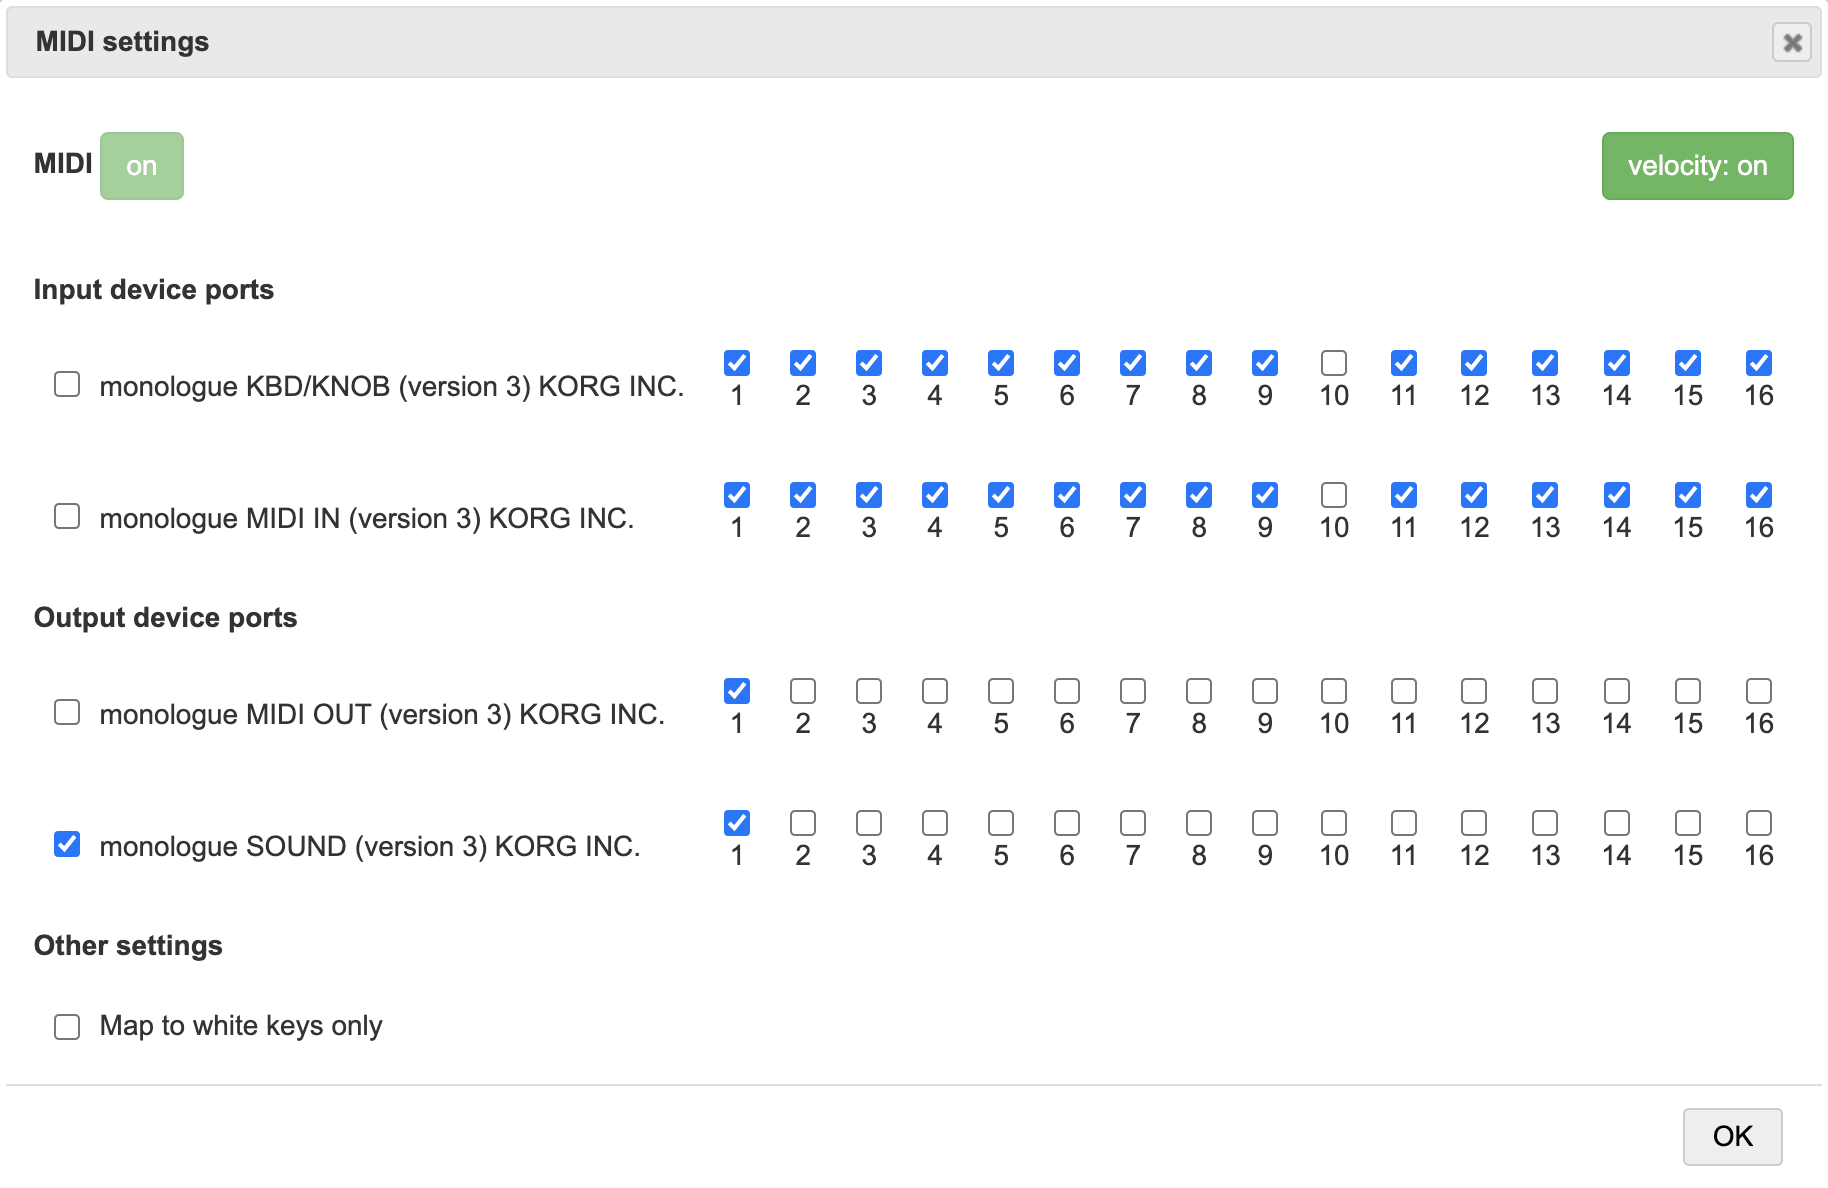 MIDI settings
MIDI on velocity: on
Input device ports
monologue KBD/KNOB (version 3) KORG INC. 1 2 3 4 5 6 7 8 9 10 11 12 13 14 15 16
monologue MIDI IN (version 3) KORG INC. 1 2 3 4 5 6 7 8 9 10 11 12 13 14 15 16
Output device ports
monologue MIDI OUT (version 3) KORG INC. 1 2 3 4 5 6 7 8 9 10 11 12 13 14 15 16
monologue SOUND (version 3) KORG INC. 1 2 3 4 5 6 7 8 9 10 11 12 13 14 15 16
Other settings
Map to white keys only
OK